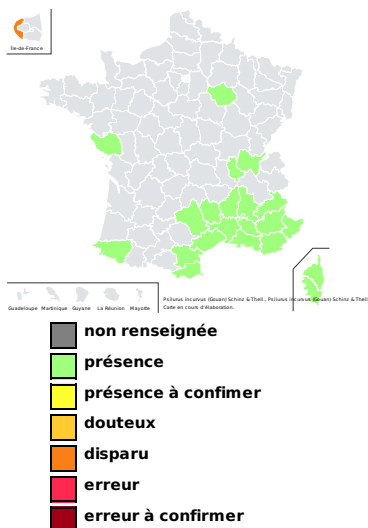 Île-de-France
Guadeloupe Martinique Guyane La Réunion Mayotte
Psilurus incurvus (Gouan) Schinz & Thell., Psilurus incurvus (Gouan) Schinz & Thell
Carte en cours d'élaboration.
non renseignée
présence
présence à confimer
douteux
disparu
erreur
erreur à confirmer